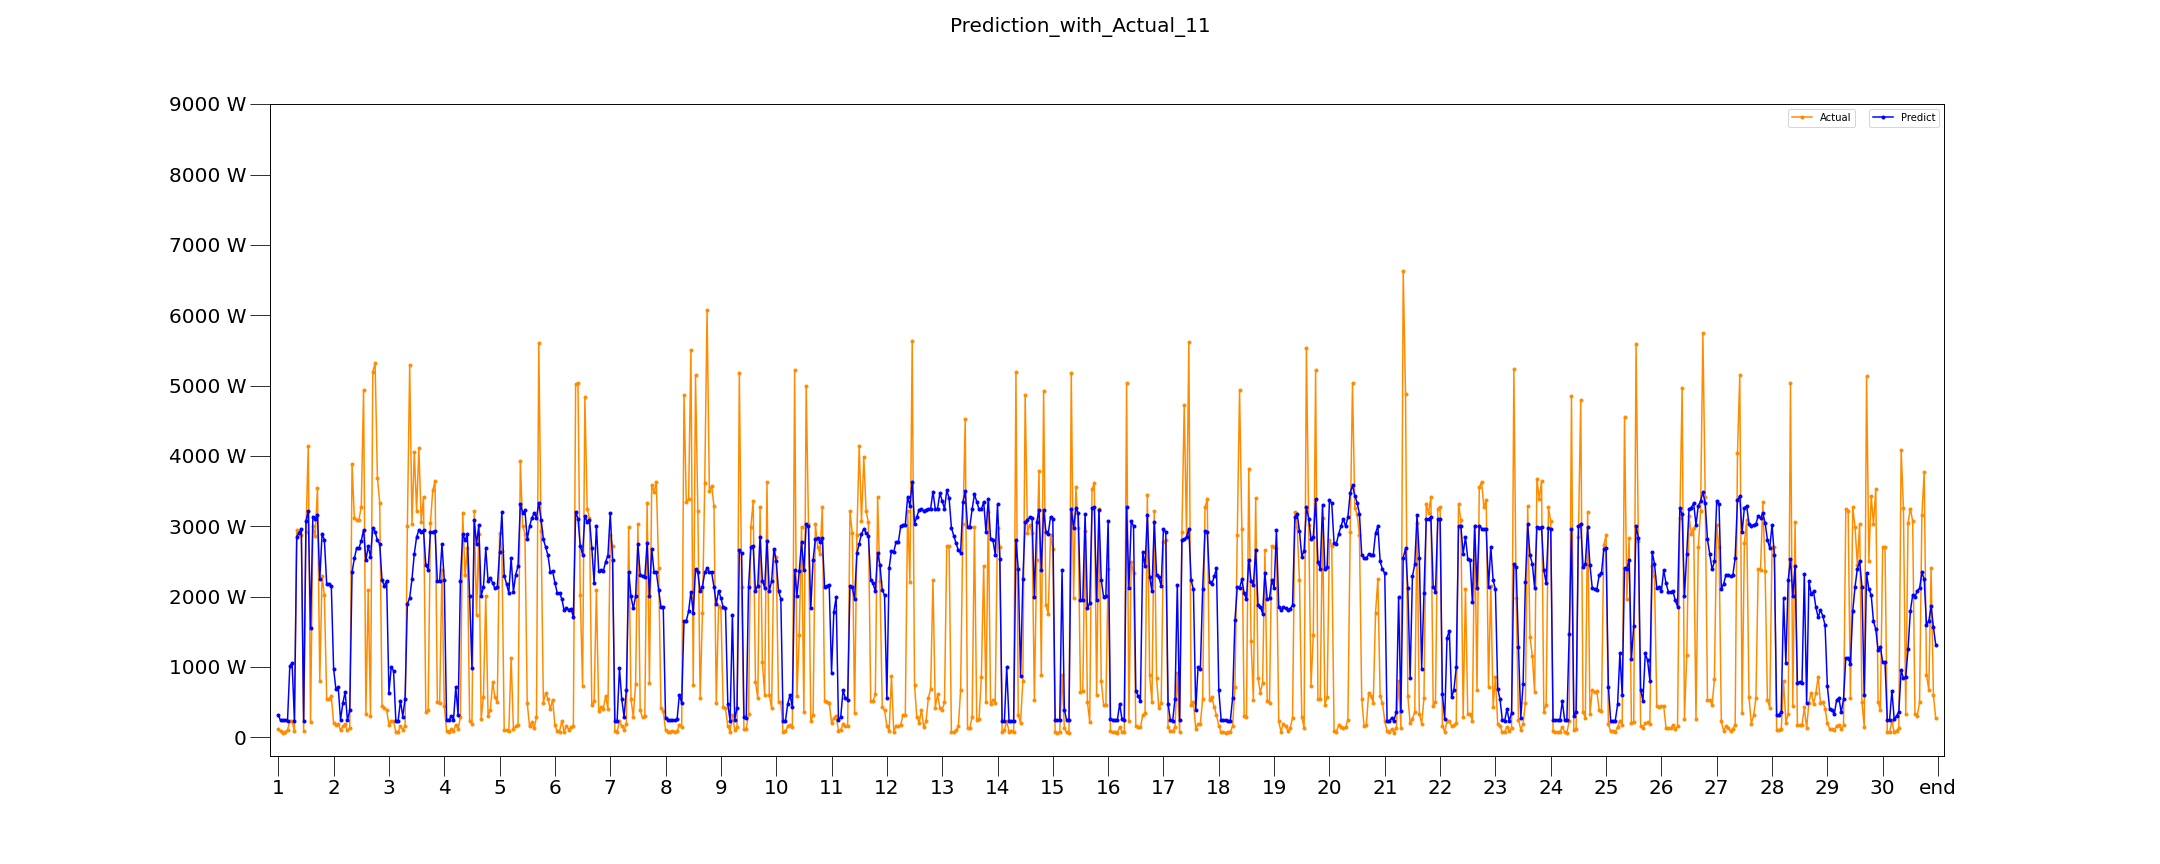 Prediction_with_Actual_11
Actual Predict
9000 W
8000 W
7000 W
6000 W
5000 W
4000 W
3000 W
2000 W
1000 W
0
1 2 3 4 5 6 7 8 9 10 11 12 13 14 15 16 17 18 19 20 21 22 23 24 25 26 27 28 29 30 end